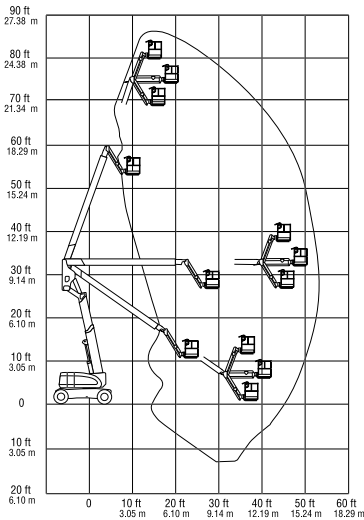 90 ft
27.38 m
80 ft
24.38 m
70 ft
21.34 m
60 ft
18.29 m
50 ft
15.24 m
40 ft
12.19 m
30 ft
9.14 m
20 ft
6.10 m
10 ft
3.05 m
0
10 ft
3.05 m
20 ft
6.10 m
0 10 ft 20 ft 30 ft 40 ft 50 ft 60 ft
3.05 m 6.10 m 9.14 m 12.19 m 15.24 m 18.29 m